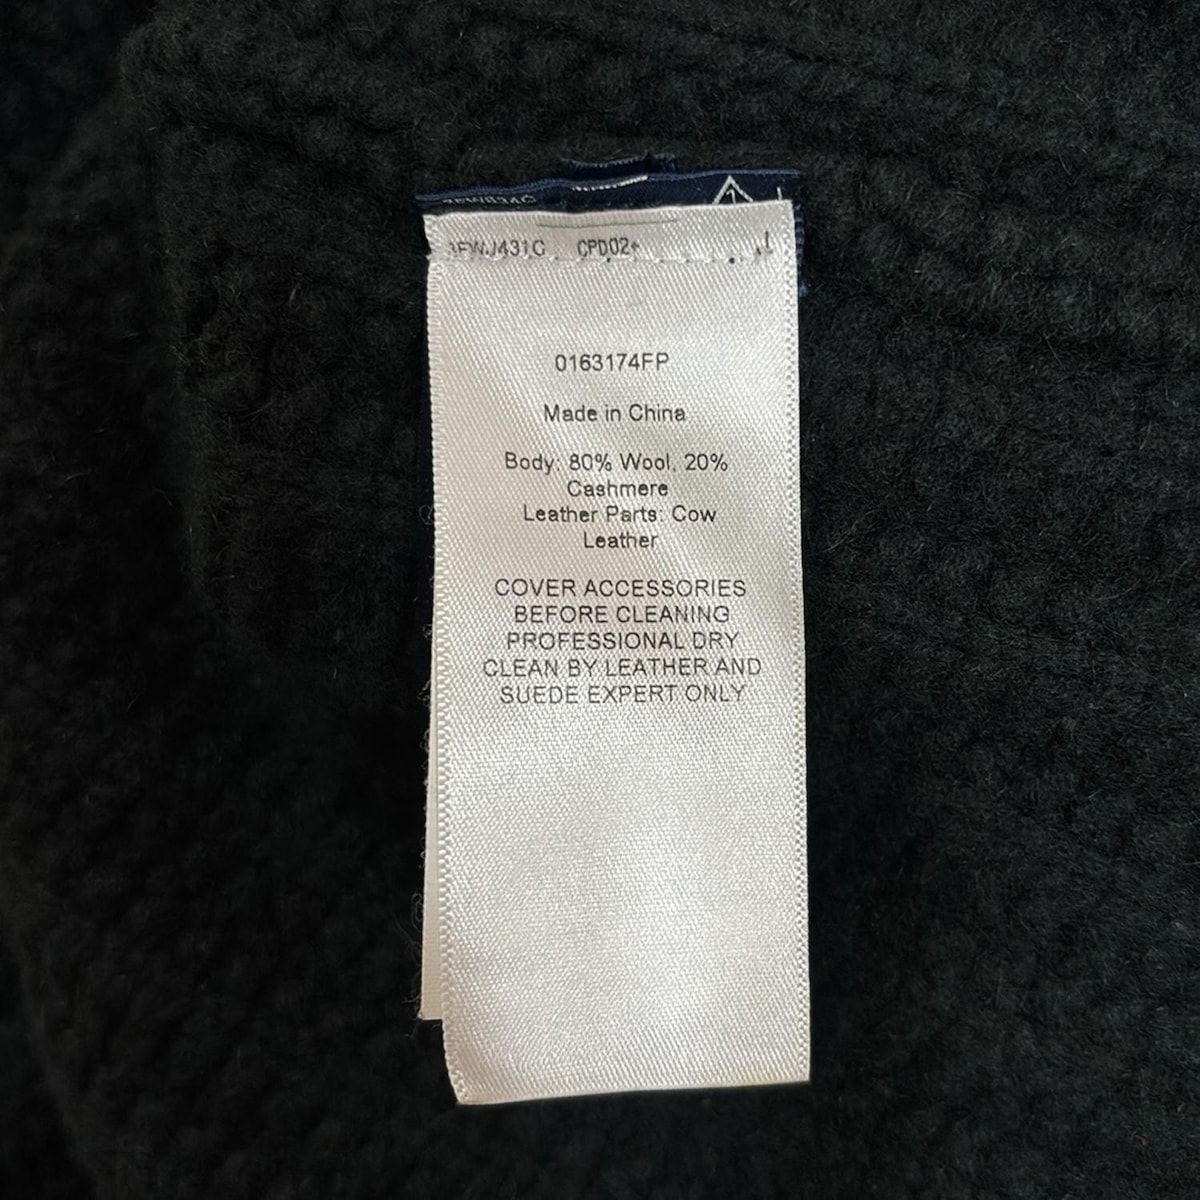 CPD02
0163174FP
Made in China
Body: 80% Wool, 20%
Cashmere
Leather Parts: Cow
Leather
COVER ACCESSORIES
BEFORE CLEANING
PROFESSIONAL DRY
CLEAN BY LEATHER AND
SUEDE EXPERT ONLY